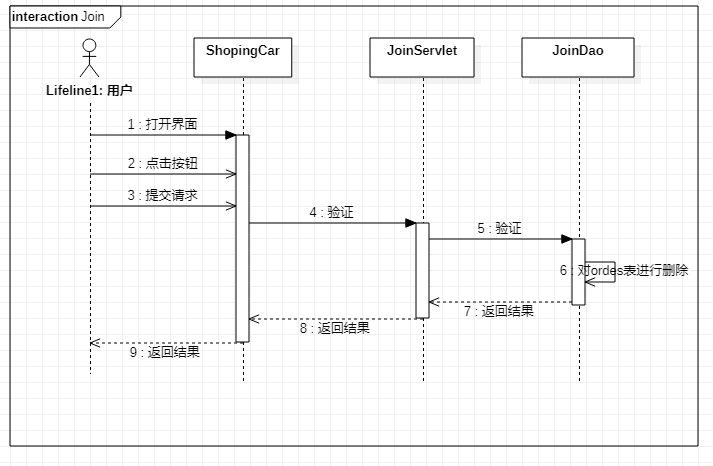 interaction Join
ShopingCar
JoinServlet
JoinDao
Lifeline1: 用户
1 : 打开界面
2 : 点击按钮
3 : 提交请求
4 : 验证
5 : 验证
6 : 对ordes表进行删除
7 : 返回结果
8 : 返回结果
9 : 返回结果